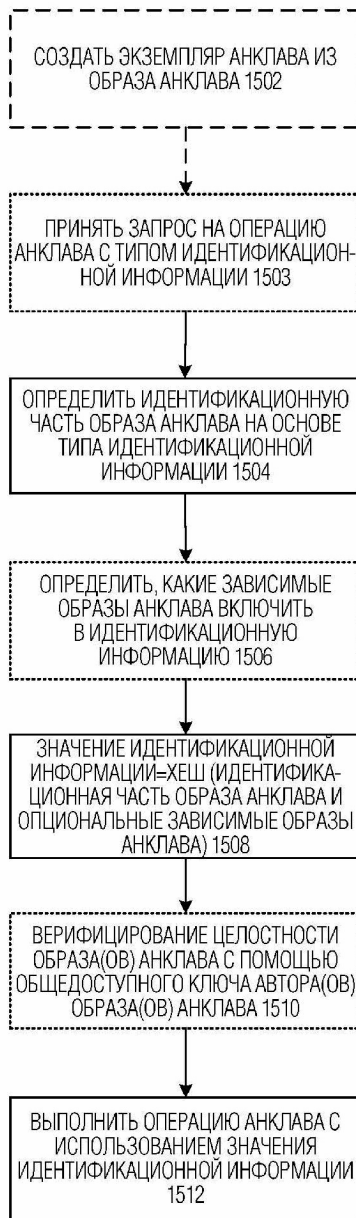 СОЗДАТЬ ЭКЗЕМПЛЯР АНКЛАВА ИЗ
ОБРАЗА АНКЛАВА 1502
ПРИНЯТЬ ЗАПРОС НА ОПЕРАЦИЮ
АНКЛАВА С ТИПОМ ИДЕНТИФИКАЦИОН-
НОЙ ИНФОРМАЦИИ 1503
ОПРЕДЕЛИТЬ ИДЕНТИФИКАЦИОННУЮ
ЧАСТЬ ОБРАЗА АНКЛАВА НА ОСНОВЕ
ТИПА ИДЕНТИФИКАЦИОННОЙ
ИНФОРМАЦИИ 1504
ОПРЕДЕЛИТЬ, КАКИЕ ЗАВИСИМЫЕ
ОБРАЗЫ АНКЛАВА ВКЛЮЧИТЬ
В ИДЕНТИФИКАЦИОННУЮ
ИНФОРМАЦИЮ 1506
ЗНАЧЕНИЕ ИДЕНТИФИКАЦИОННОЙ
ИНФОРМАЦИИ=ХЕШ (ИДЕНТИФИКА-
ЦИОННАЯ ЧАСТЬ ОБРАЗА АНКЛАВА И
ОПЦИОНАЛЬНЫЕ ЗАВИСИМЫЕ ОБРАЗЫ
АНКЛАВА) 1508
ВЕРИФИЦИРОВАНИЕ ЦЕЛОСТНОСТИ
ОБРАЗА(ОВ) АНКЛАВА С ПОМОЩЬЮ
ОБЩЕДОСТУПНОГО КЛЮЧА АВТОРА(ОВ)
ОБРАЗА(ОВ) АНКЛАВА 1510
ВЫПОЛНИТЬ ОПЕРАЦИЮ АНКЛАВА С
ИСПОЛЬЗОВАНИЕМ ЗНАЧЕНИЯ
ИДЕНТИФИКАЦИОННОЙ ИНФОРМАЦИИ
1512